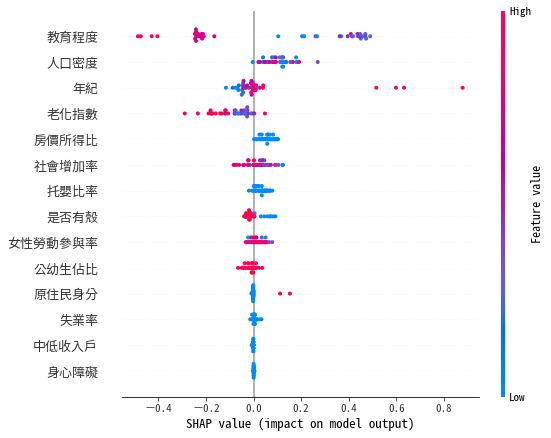 High
教育程度
人口密度
年紀
老化指數
房價所得比
社會增加率
托嬰比率
是否有殼
女性勞動參與率
公幼生佔比
原住民身分
失業率
中低收入戶
身心障礙
Feature value
Low
−0.4 −0.2 0.0 0.2 0.4 0.6 0.8
SHAP value (impact on model output)